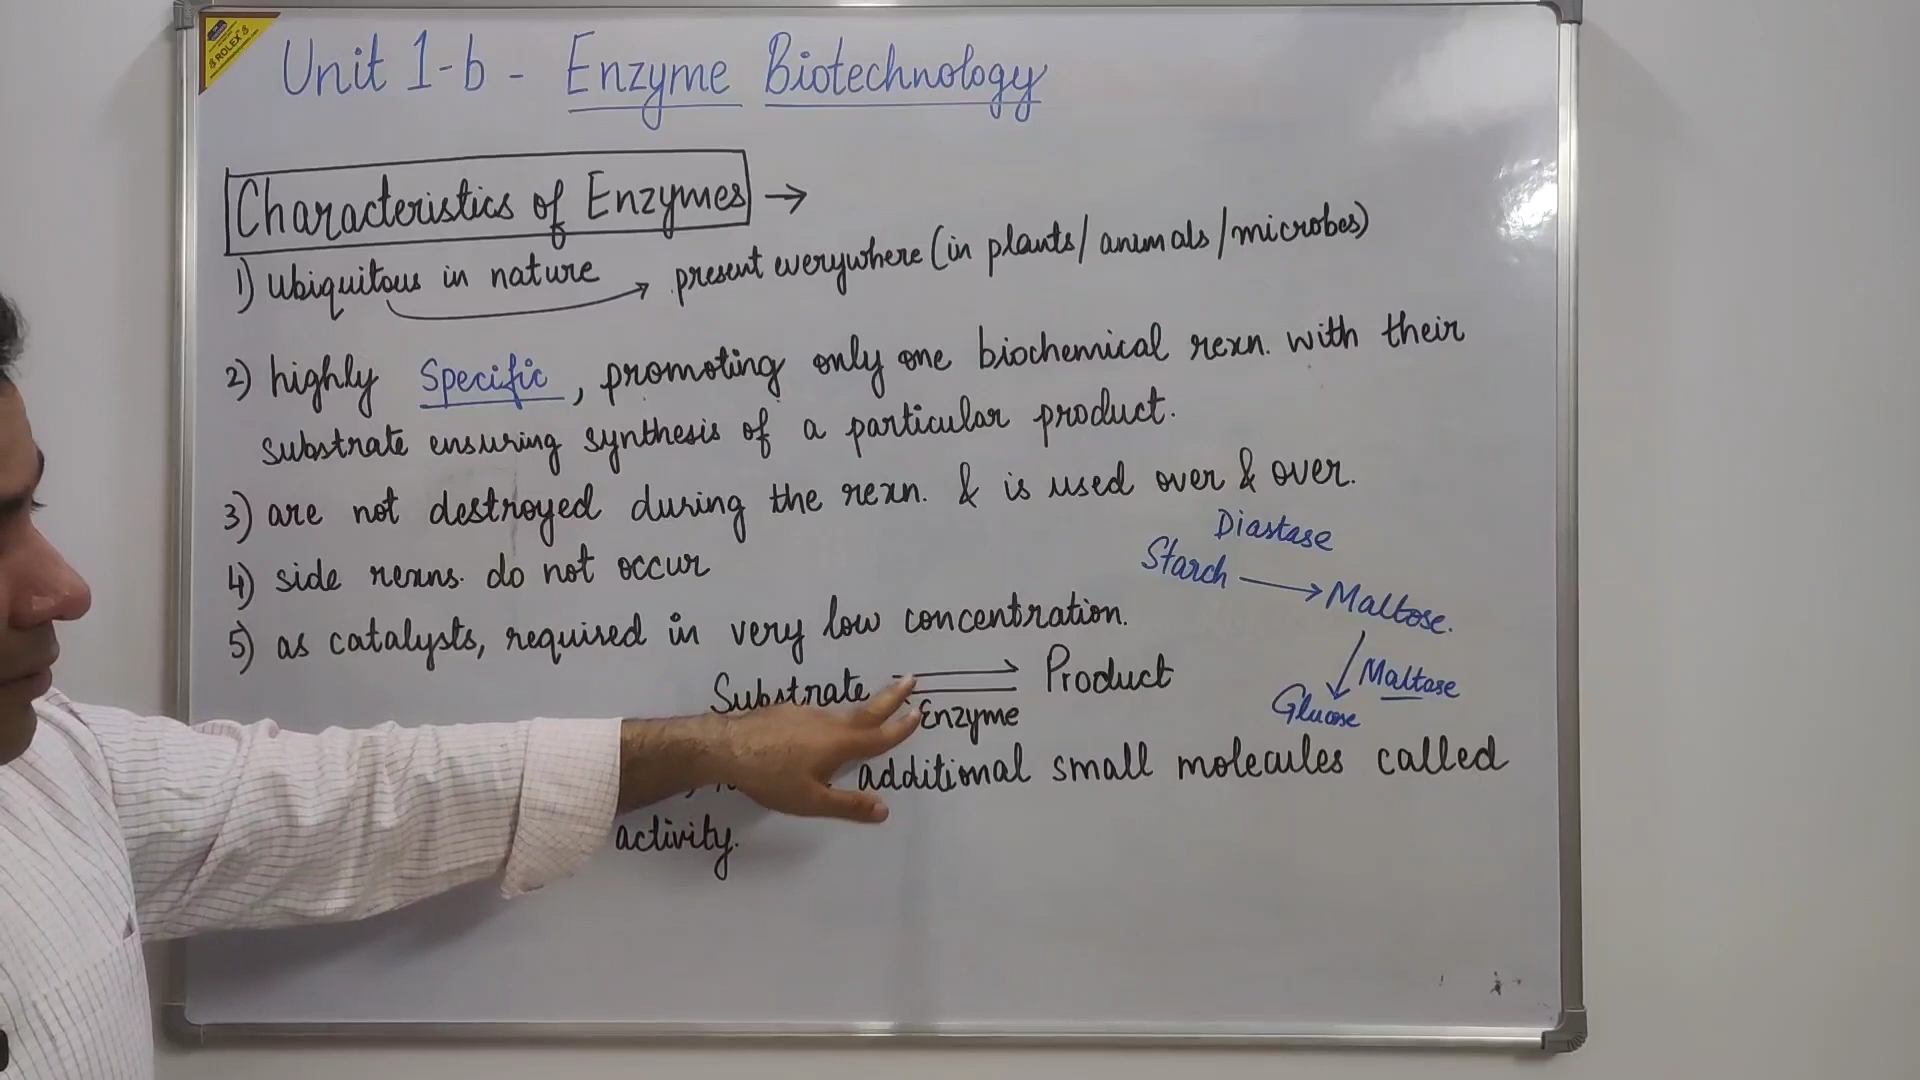 ROLEX
Unit 1-b - Enzyme Biotechnology
Characteristics of Enzymes →
1) Ubiquitous in nature → present everywhere (in plants/animals/microbes)
2) highly Specific, promoting only one biochemical rexn. with their
substrate ensuring synthesis of a particular product.
3) are not destroyed during the rexn. & is used over & over.
4) side rexns. do not occur
5) as catalysts, required in very low concentration.
Substrate ⇌ Product
Enzyme
additional small molecules called
activity.
Diastase
Starch → Maltose.
Maltase
Glucose